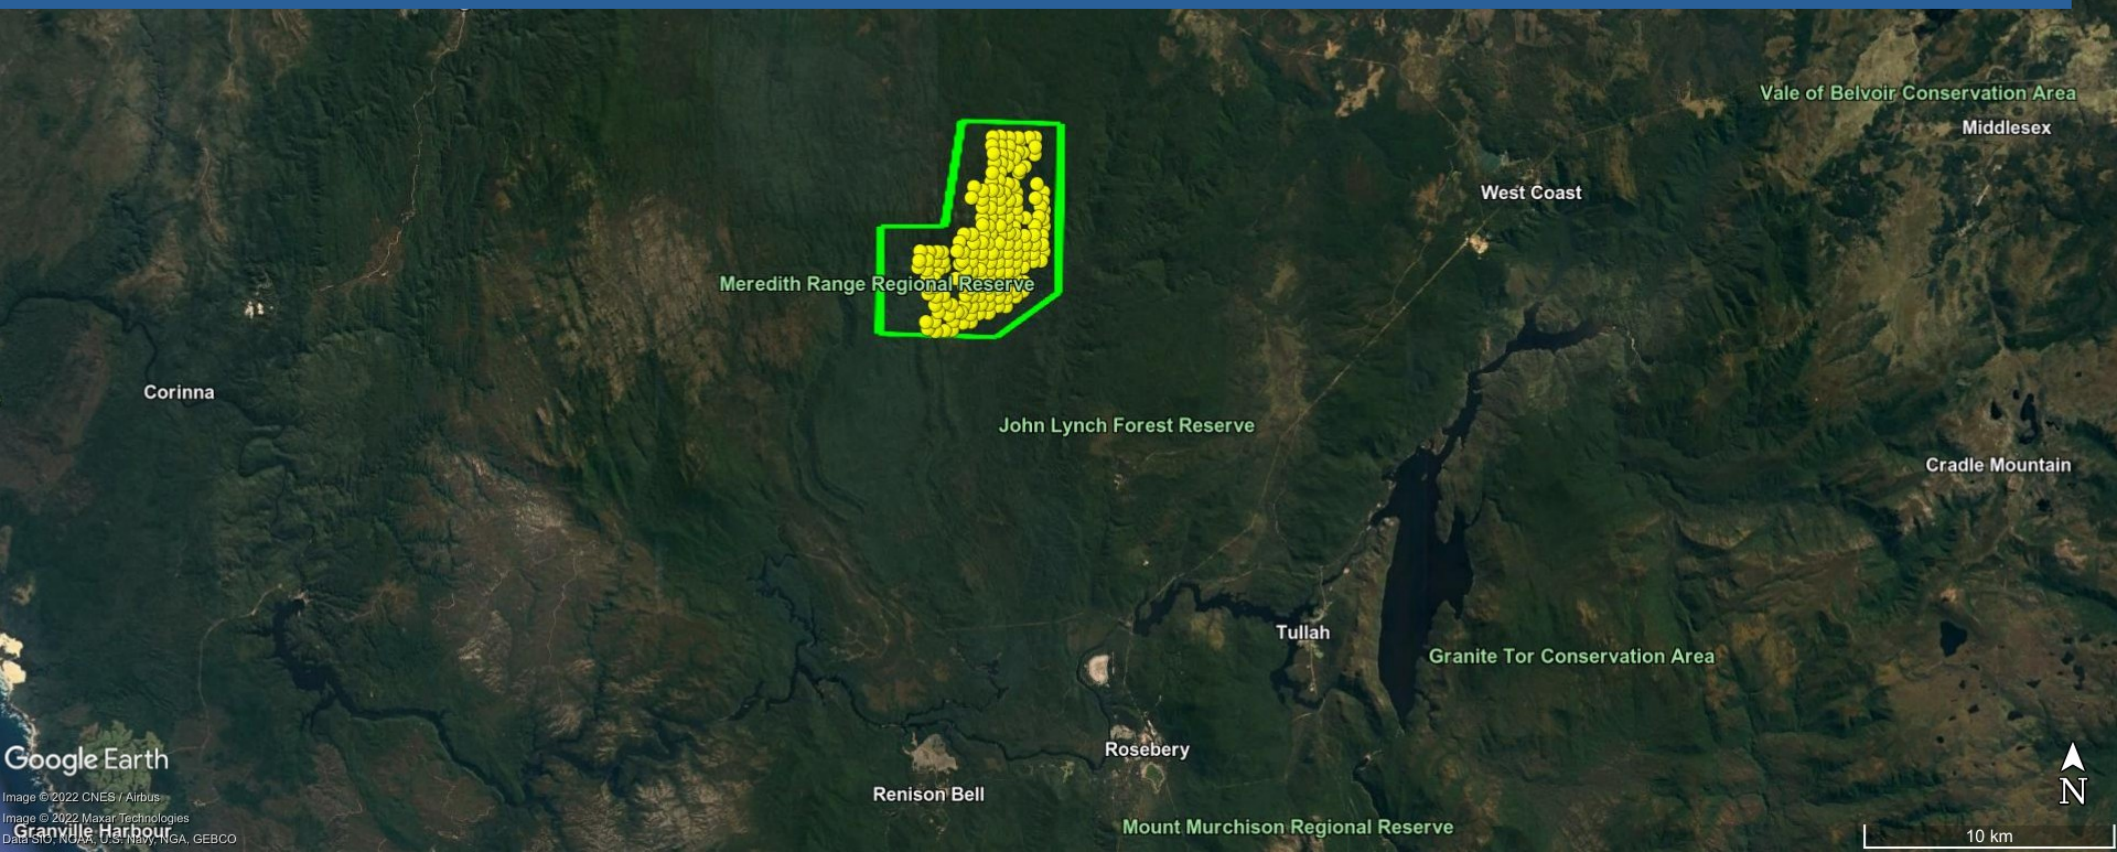 Vale of Belvoir Conservation Area
Middlesex
West Coast
Meredith Range Regional Reserve
Corinna
John Lynch Forest Reserve
Cradle Mountain
Tullah
Granite Tor Conservation Area
Rosebery
Google Earth
Renison Bell
N
Image © 2022 CNES / Airbus
Image © 2022 Maxar Technologies
Granville Harbour
Data SIO, NOAA, U.S. Navy, NGA, GEBCO
Mount Murchison Regional Reserve
10 km